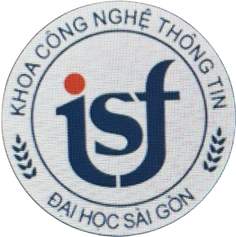 KHOA CÔNG NGHỆ THÔNG TIN
isf
ĐẠI HỌC SÀI GÒN